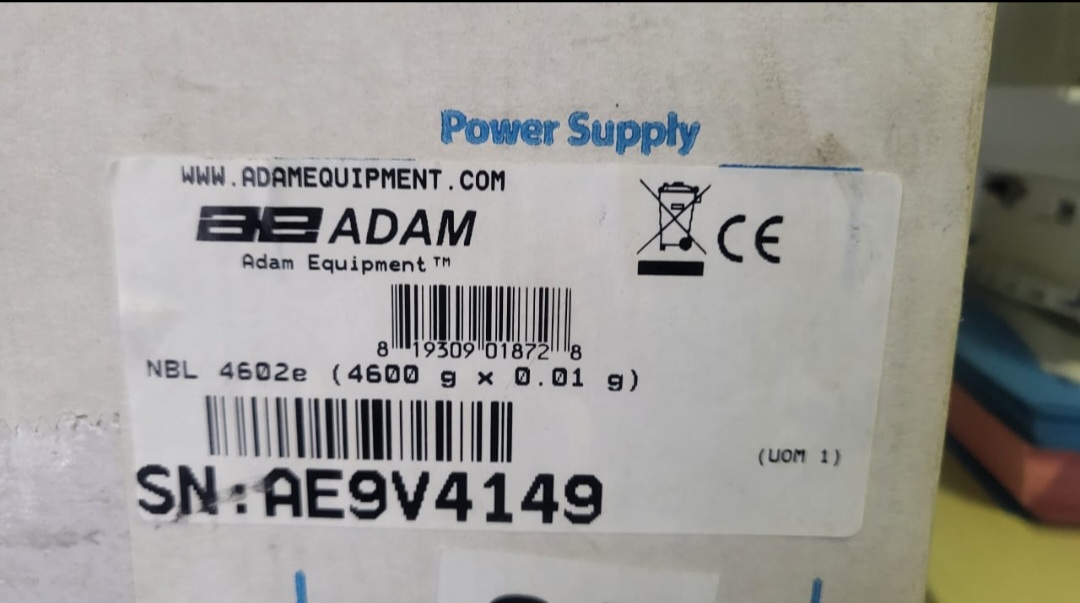 Power Supply
WWW.ADAMEQUIPMENT.COM
ae ADAM
Adam Equipment™
CE
8 19309 01872 8
NBL 4602e (4600 g x 0.01 g)
(UOM 1)
SN:AE9V4149